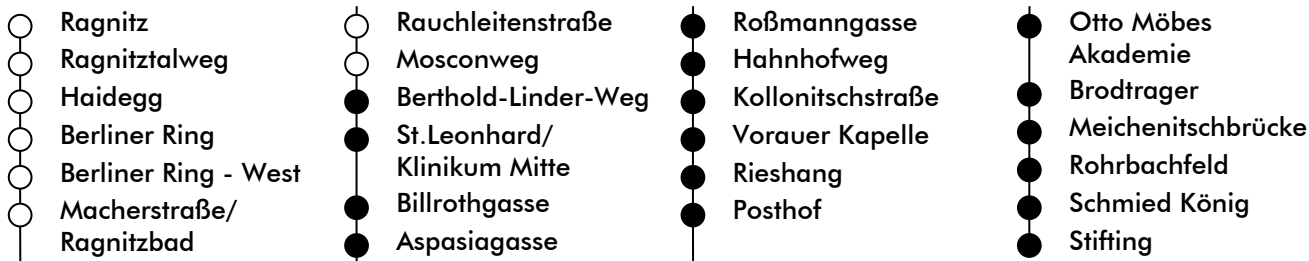 Ragnitz
Ragnitztalweg
Haidegg
Berliner Ring
Berliner Ring - West
Macherstraße/
Ragnitzbad
Rauchleitenstraße
Mosconweg
Berthold-Linder-Weg
St.Leonhard/
Klinikum Mitte
Billrothgasse
Aspasiagasse
Roßmanngasse
Hahnhofweg
Kollonitschstraße
Vorauer Kapelle
Rieshang
Posthof
Otto Möbes
Akademie
Brodtrager
Meichenitschbrücke
Rohrbachfeld
Schmied König
Stifting